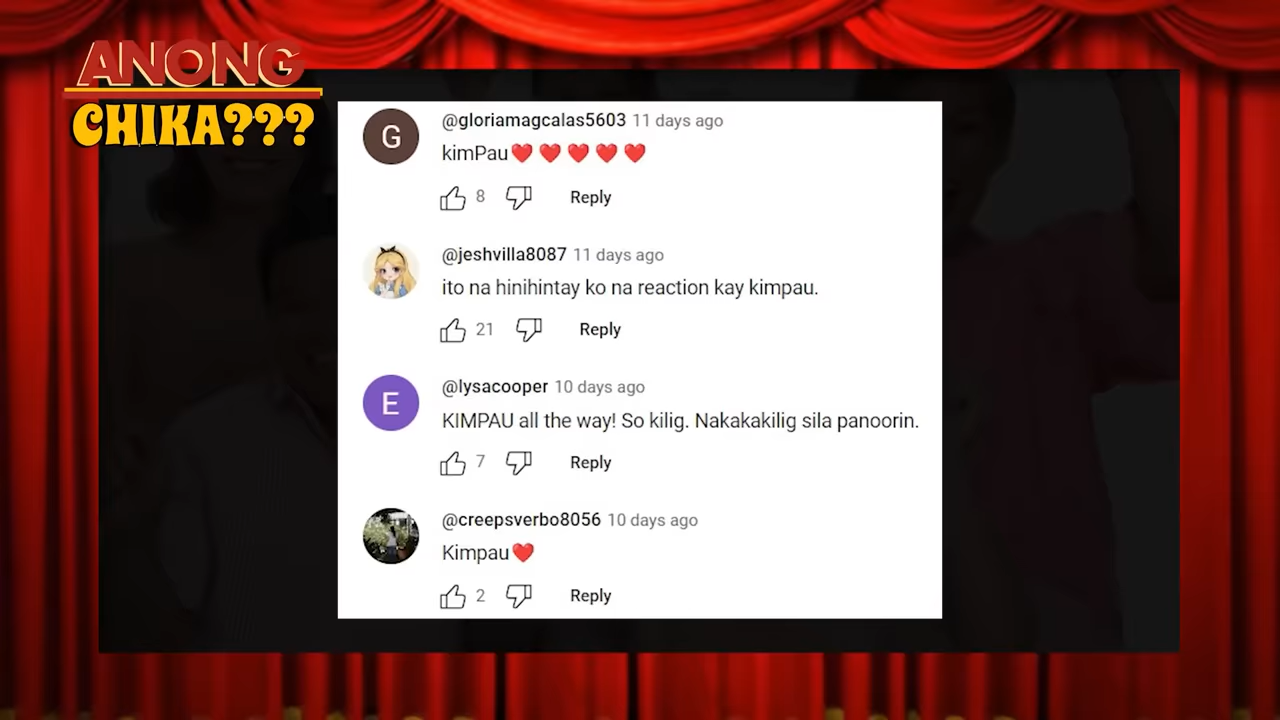 ANONG
CHIKA???
G
@gloriamagcalas5603 11 days ago
kimPau❤️ ❤️ ❤️ ❤️ ❤️
8 Reply
@jeshvilla8087 11 days ago
ito na hinihintay ko na reaction kay kimpau.
21 Reply
E
@lysacooper 10 days ago
KIMPAU all the way! So kilig. Nakakakilig sila panoorin.
7 Reply
@creepsverbo8056 10 days ago
Kimpau❤️
2 Reply